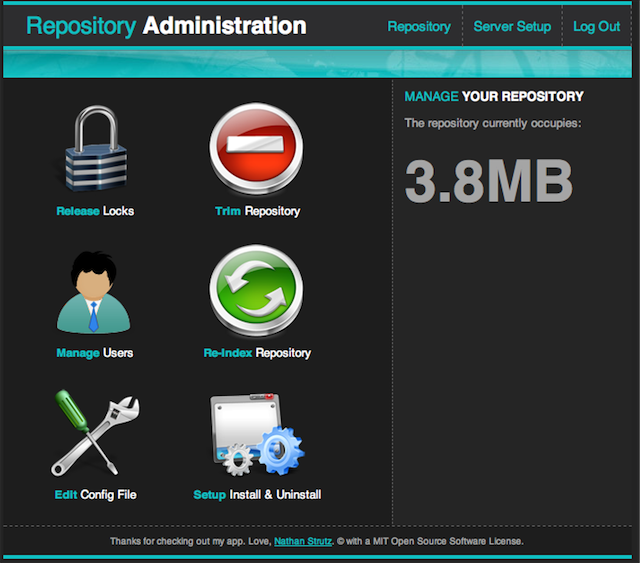 Repository Administration
Repository Server Setup Log Out
Release Locks
Trim Repository
Manage Users
Re-Index Repository
Edit Config File
Setup Install & Uninstall
MANAGE YOUR REPOSITORY
The repository currently occupies:
3.8MB
Thanks for checking out my app. Love, Nathan Strutz. © with a MIT Open Source Software License.